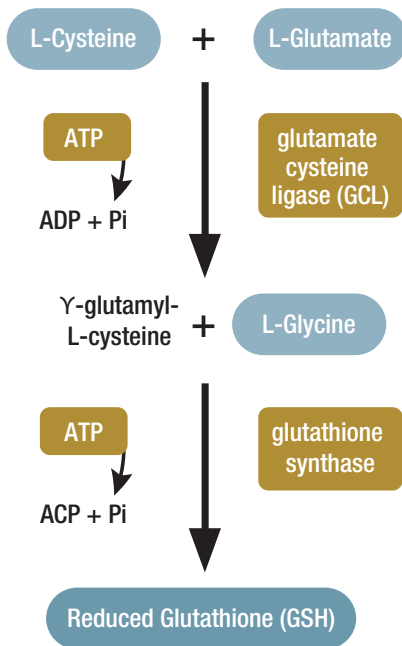 L-Cysteine + L-Glutamate
ATP
ADP + Pi
glutamate
cysteine
ligase (GCL)
ϒ-glutamyl-
L-cysteine
+ L-Glycine
ATP
ACP + Pi
glutathione
synthase
Reduced Glutathione (GSH)